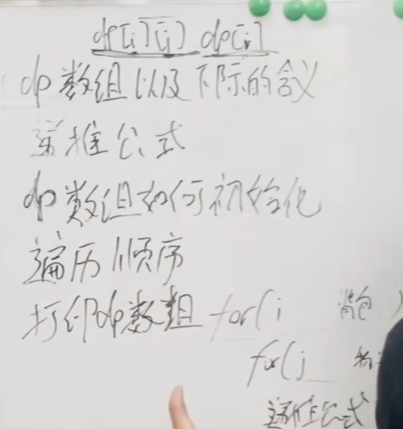 dp[i][j] dp[i]
dp数组以及下标的含义
递推公式
dp数组如何初始化
遍历顺序
打印dp数组 for(i 背包 )
for(j
递推公式